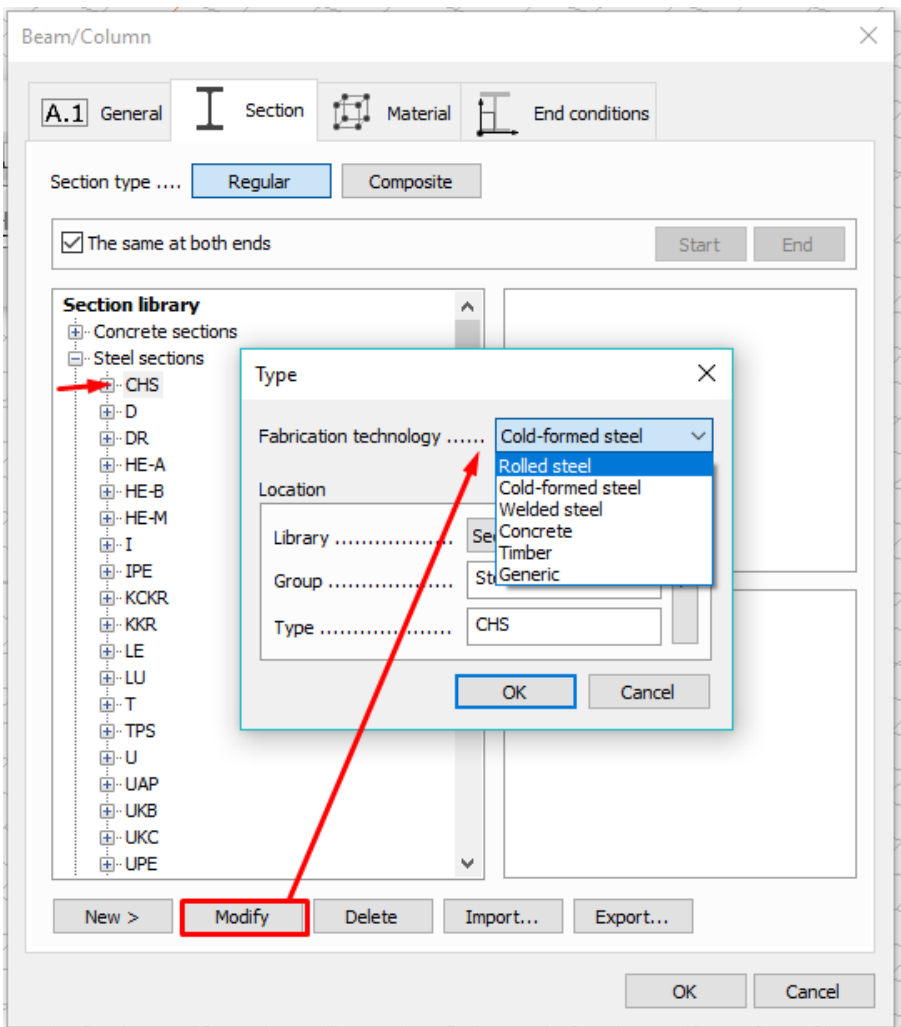 Beam/Column
A.1 General Section Material End conditions
Section type .... Regular Composite
The same at both ends Start End
Section library
Concrete sections
Steel sections
CHS
D
DR
HE-A
HE-B
HE-M
I
IPE
KCKR
KKR
LE
LU
T
TPS
U
UAP
UKB
UKC
UPE
Type
Fabrication technology ...... Cold-formed steel
Rolled steel
Cold-formed steel
Welded steel
Concrete
Timber
Generic
Location
Library ..................
Group ...................
Type .................... CHS
OK Cancel
New > Modify Delete Import... Export...
OK Cancel